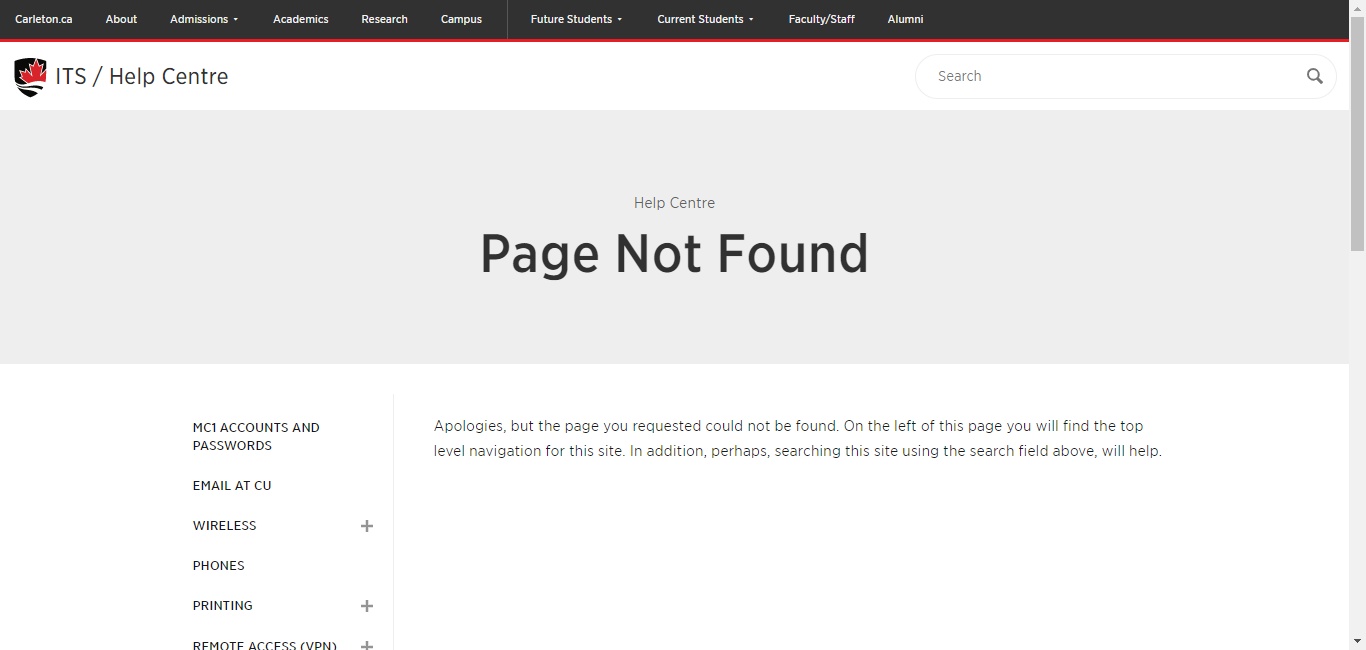 Carleton.ca About Admissions Academics Research Campus Future Students Current Students Faculty/Staff Alumni
ITS / Help Centre
Search
Help Centre
Page Not Found
MC1 ACCOUNTS AND
PASSWORDS
EMAIL AT CU
WIRELESS
PHONES
PRINTING
REMOTE ACCESS (VPN)
Apologies, but the page you requested could not be found. On the left of this page you will find the top
level navigation for this site. In addition, perhaps, searching this site using the search field above, will help.